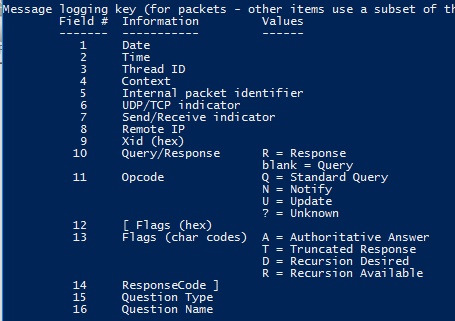 Message logging key (for packets - other items use a subset of th
Field # Information Values
------- ----------- ------
1 Date
2 Time
3 Thread ID
4 Context
5 Internal packet identifier
6 UDP/TCP indicator
7 Send/Receive indicator
8 Remote IP
9 Xid (hex)
10 Query/Response R = Response
blank = Query
11 Opcode Q = Standard Query
N = Notify
U = Update
? = Unknown
12 [ Flags (hex)
13 Flags (char codes) A = Authoritative Answer
T = Truncated Response
D = Recursion Desired
R = Recursion Available
14 ResponseCode ]
15 Question Type
16 Question Name